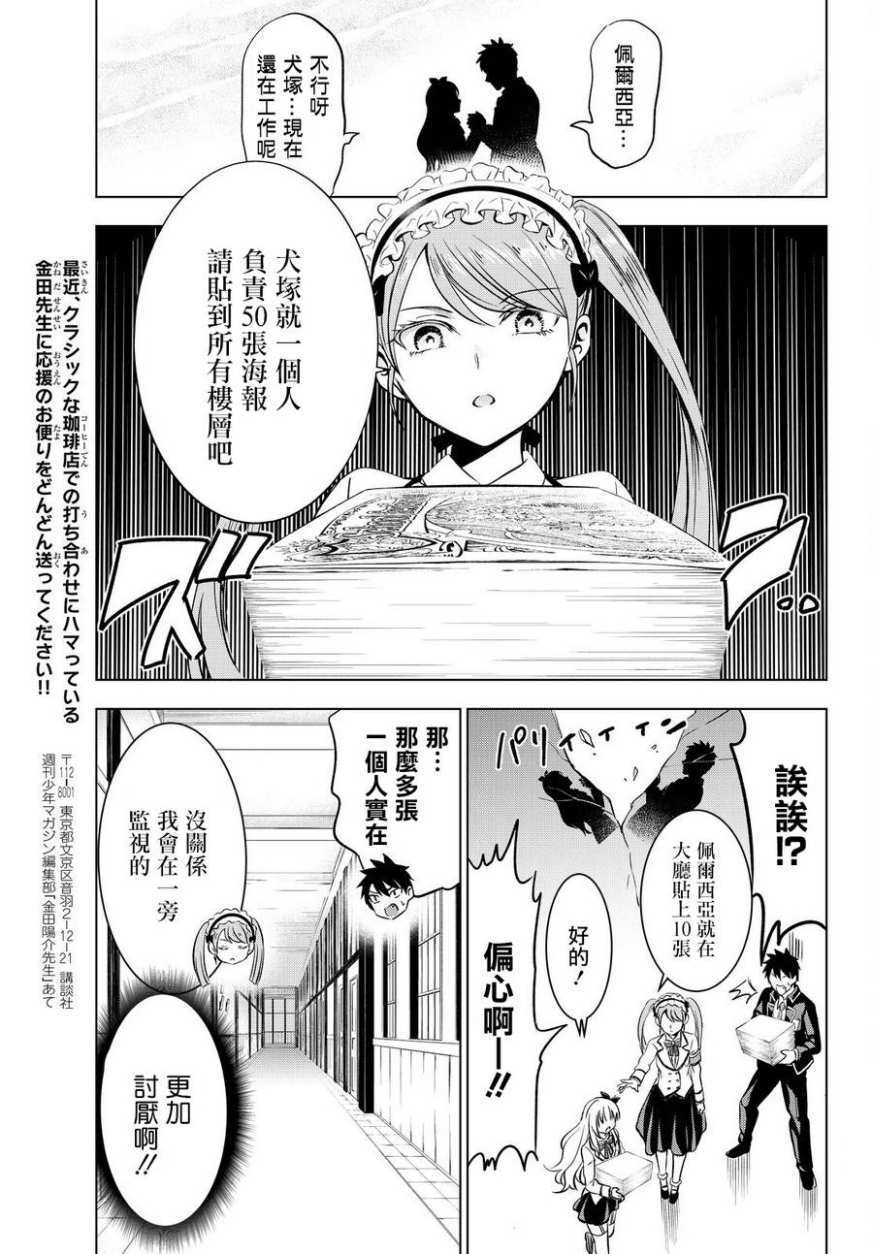 佩爾西亞…
不行呀
犬塚…現在
還在工作呢
犬塚就一個人
負責50張海報
請貼到所有樓層吧
ズズ
パリィィン
誒誒!?
佩爾西亞就在
大廳貼上10張
好的!
偏心啊ー!!
那…
那麼多張
一個人實在
沒關係
我會在一旁
監視的
更加
討厭啊!!
最近、クラシックな珈琲店での打ち合わせにハマっている
金田先生に応援のお便りをどんどん送ってください!!
〒112-8001 東京都文京区音羽2-12-21 講談社
週刊少年マガジン編集部「金田陽介先生」あて